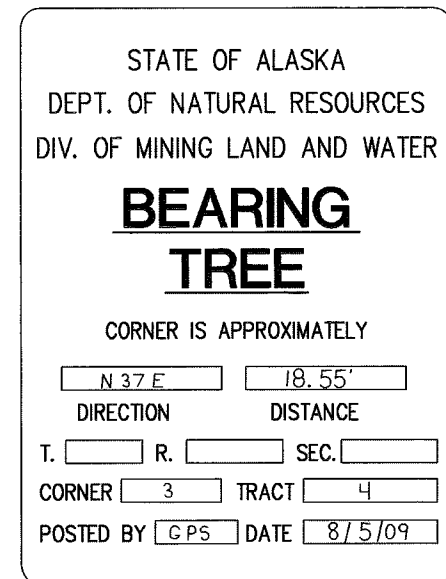 STATE OF ALASKA
DEPT. OF NATURAL RESOURCES
DIV. OF MINING LAND AND WATER
BEARING
TREE
CORNER IS APPROXIMATELY
N 37 E 18.55'
DIRECTION DISTANCE
T. R. SEC.
CORNER 3 TRACT 4
POSTED BY GPS DATE 8/5/09